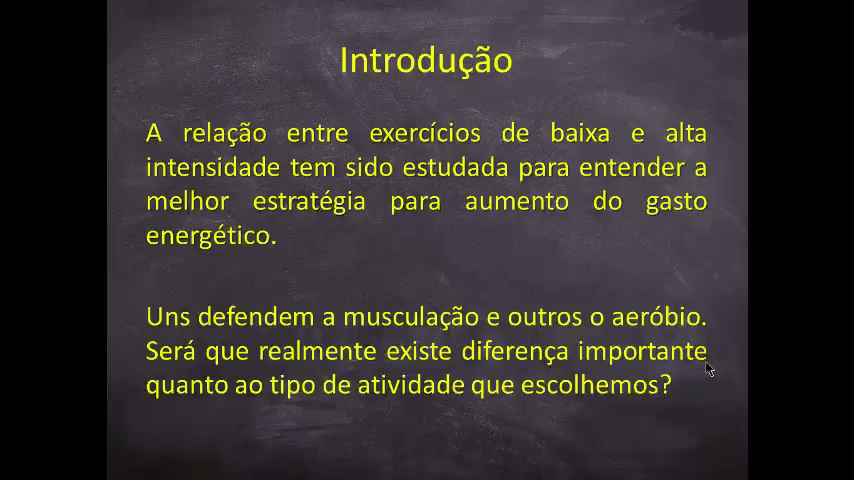 Introdução
A relação entre exercícios de baixa e alta
intensidade tem sido estudada para entender a
melhor estratégia para aumento do gasto
energético.
Uns defendem a musculação e outros o aeróbio.
Será que realmente existe diferença importante
quanto ao tipo de atividade que escolhemos?